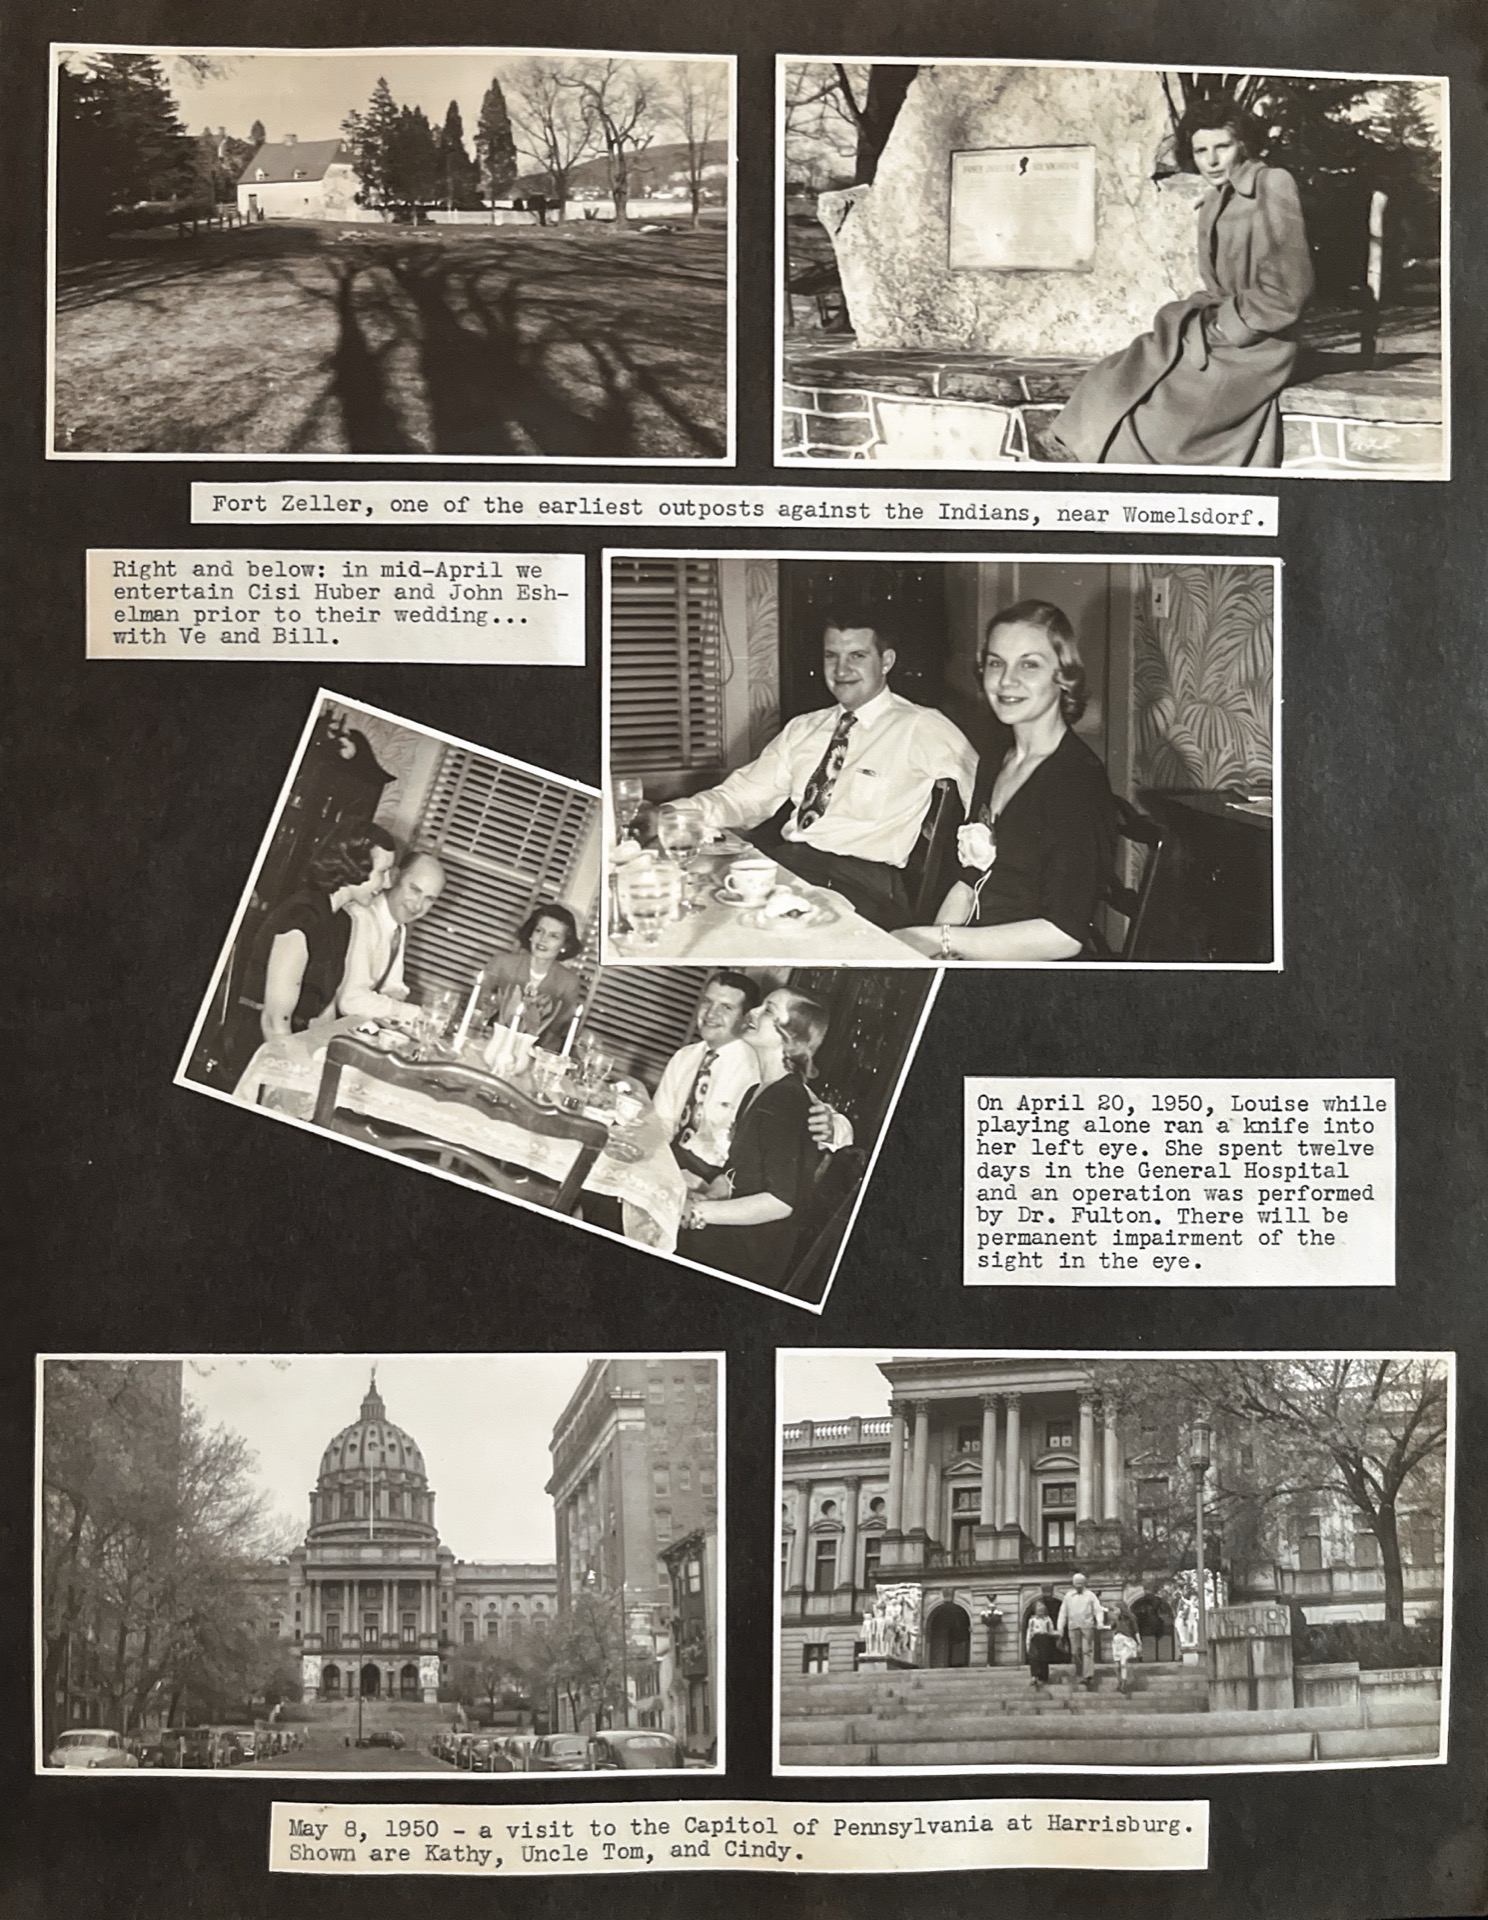 Fort Zeller, one of the earliest outposts against the Indians, near Womelsdorf.
Right and below: in mid-April we
entertain Cisi Huber and John Esh-
elman prior to their wedding...
with Ve and Bill.
On April 20, 1950, Louise while
playing alone ran a knife into
her left eye. She spent twelve
days in the General Hospital
and an operation was performed
by Dr. Fulton. There will be
permanent impairment of the
sight in the eye.
May 8, 1950 - a visit to the Capitol of Pennsylvania at Harrisburg.
Shown are Kathy, Uncle Tom, and Cindy.